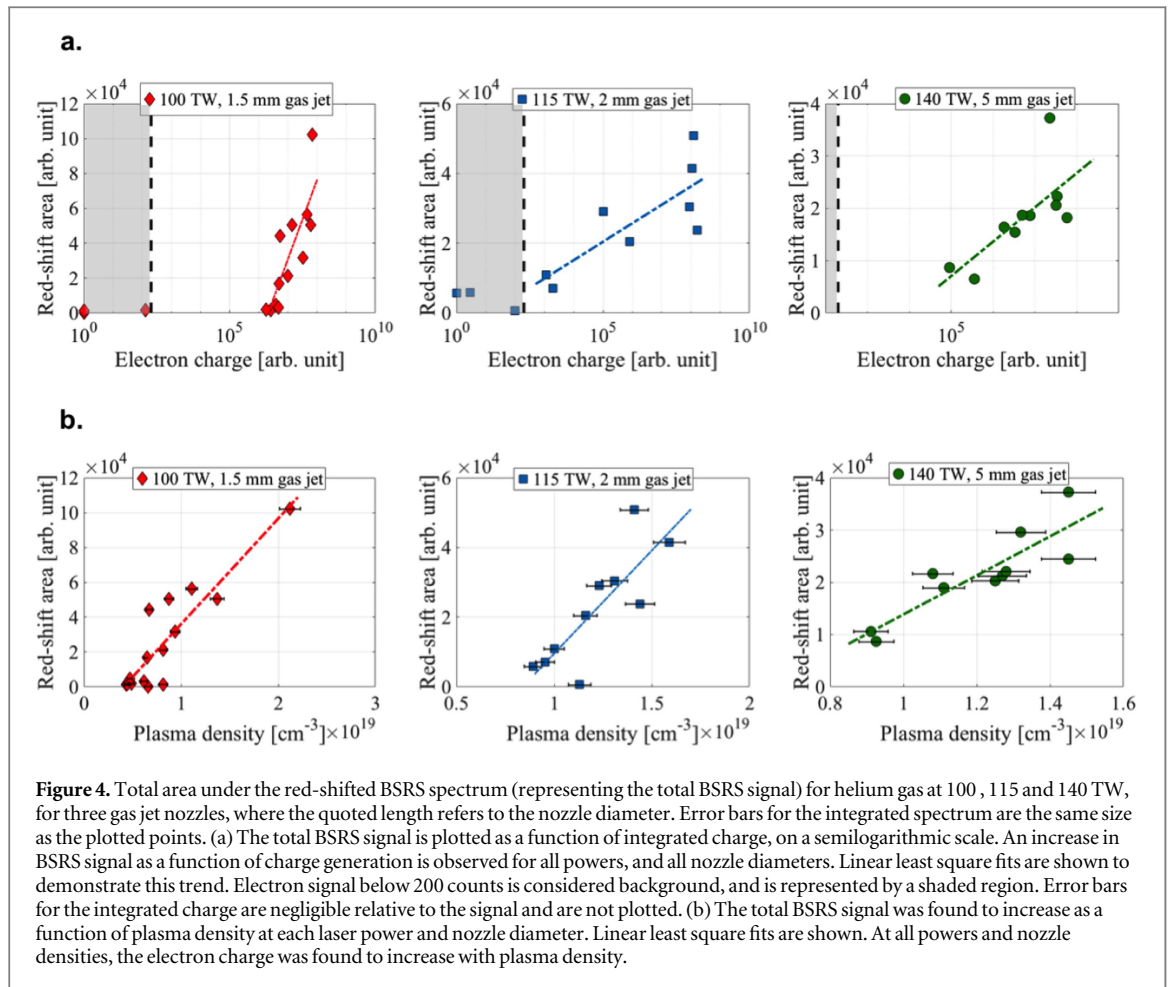 a.
×10⁴
100 TW, 1.5 mm gas jet
12
10
8
6
4
2
0
Red-shift area [arb. unit]
10⁰
10⁵
10¹⁰
Electron charge [arb. unit]
×10⁴
115 TW, 2 mm gas jet
6
4
2
0
Red-shift area [arb. unit]
10⁰
10⁵
10¹⁰
Electron charge [arb. unit]
×10⁴
140 TW, 5 mm gas jet
4
3
2
1
0
Red-shift area [arb. unit]
10⁵
Electron charge [arb. unit]
b.
×10⁴
100 TW, 1.5 mm gas jet
12
10
8
6
4
2
0
Red-shift area [arb. unit]
0
1
2
3
Plasma density [cm⁻³]×10¹⁹
×10⁴
115 TW, 2 mm gas jet
6
4
2
0
Red-shift area [arb. unit]
0.5
1
1.5
2
Plasma density [cm⁻³]×10¹⁹
×10⁴
140 TW, 5 mm gas jet
4
3
2
1
0
Red-shift area [arb. unit]
0.8
1
1.2
1.4
1.6
Plasma density [cm⁻³]×10¹⁹
Figure 4. Total area under the red-shifted BSRS spectrum (representing the total BSRS signal) for helium gas at 100 , 115 and 140 TW,
for three gas jet nozzles, where the quoted length refers to the nozzle diameter. Error bars for the integrated spectrum are the same size
as the plotted points. (a) The total BSRS signal is plotted as a function of integrated charge, on a semilogarithmic scale. An increase in
BSRS signal as a function of charge generation is observed for all powers, and all nozzle diameters. Linear least square fits are shown to
demonstrate this trend. Electron signal below 200 counts is considered background, and is represented by a shaded region. Error bars
for the integrated charge are negligible relative to the signal and are not plotted. (b) The total BSRS signal was found to increase as a
function of plasma density at each laser power and nozzle diameter. Linear least square fits are shown. At all powers and nozzle
densities, the electron charge was found to increase with plasma density.